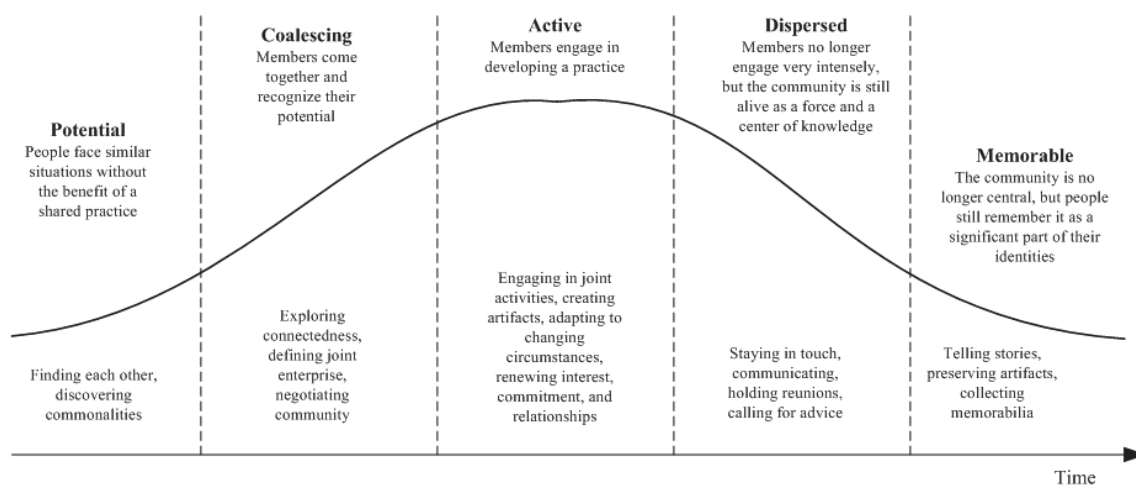 Potential
People face similar
situations without
the benefit of a
shared practice
Coalescing
Members come
together and
recognize their
potential
Active
Members engage in
developing a practice
Dispersed
Members no longer
engage very intensely,
but the community is still
alive as a force and a
center of knowledge
Memorable
The community is no
longer central, but people
still remember it as a
significant part of their
identities
Finding each other,
discovering
commonalities
Exploring
connectedness,
defining joint
enterprise,
negotiating
community
Engaging in joint
activities, creating
artifacts, adapting to
changing
circumstances,
renewing interest,
commitment, and
relationships
Staying in touch,
communicating,
holding reunions,
calling for advice
Telling stories,
preserving artifacts,
collecting
memorabilia
Time